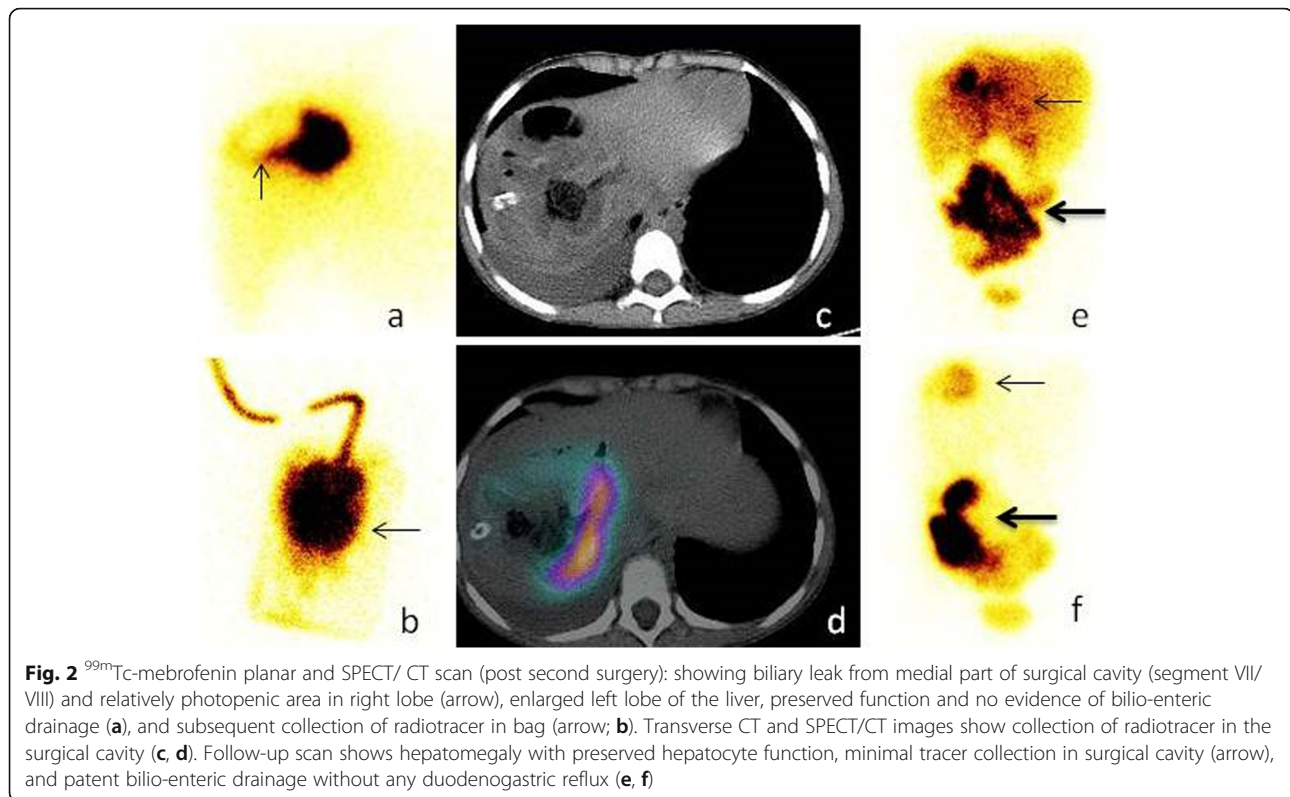 a
c
e
b
d
f
Fig. 2 99mTc-mebrofenin planar and SPECT/ CT scan (post second surgery): showing biliary leak from medial part of surgical cavity (segment VII/
VIII) and relatively photopenic area in right lobe (arrow), enlarged left lobe of the liver, preserved function and no evidence of bilio-enteric
drainage (a), and subsequent collection of radiotracer in bag (arrow; b). Transverse CT and SPECT/CT images show collection of radiotracer in the
surgical cavity (c, d). Follow-up scan shows hepatomegaly with preserved hepatocyte function, minimal tracer collection in surgical cavity (arrow),
and patent bilio-enteric drainage without any duodenogastric reflux (e, f)